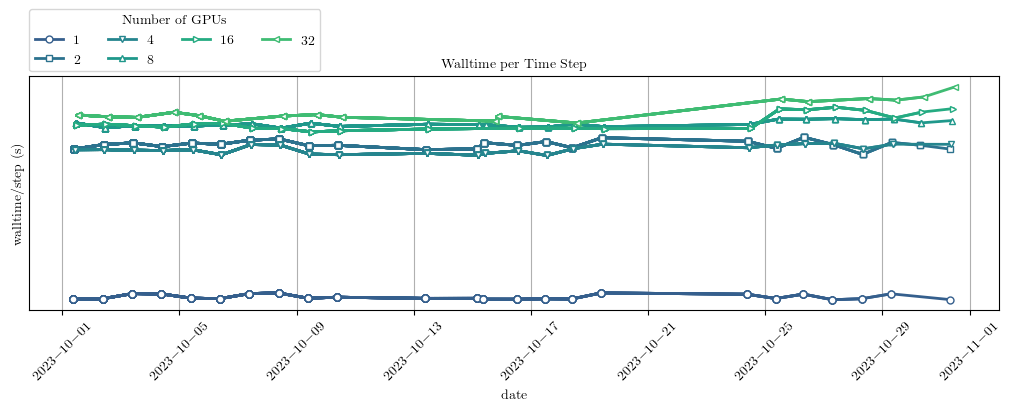 Number of GPUs
1 4 16 32
2 8
Walltime per Time Step
walltime/step (s)
2023−10−01 2023−10−05 2023−10−09 2023−10−13 2023−10−17 2023−10−21 2023−10−25 2023−10−29 2023−11−01
date